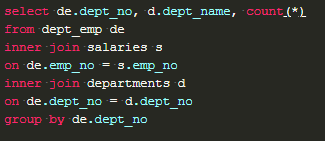 select de.dept_no, d.dept_name, count(*)
from dept_emp de
inner join salaries s
on de.emp_no = s.emp_no
inner join departments d
on de.dept_no = d.dept_no
group by de.dept_no